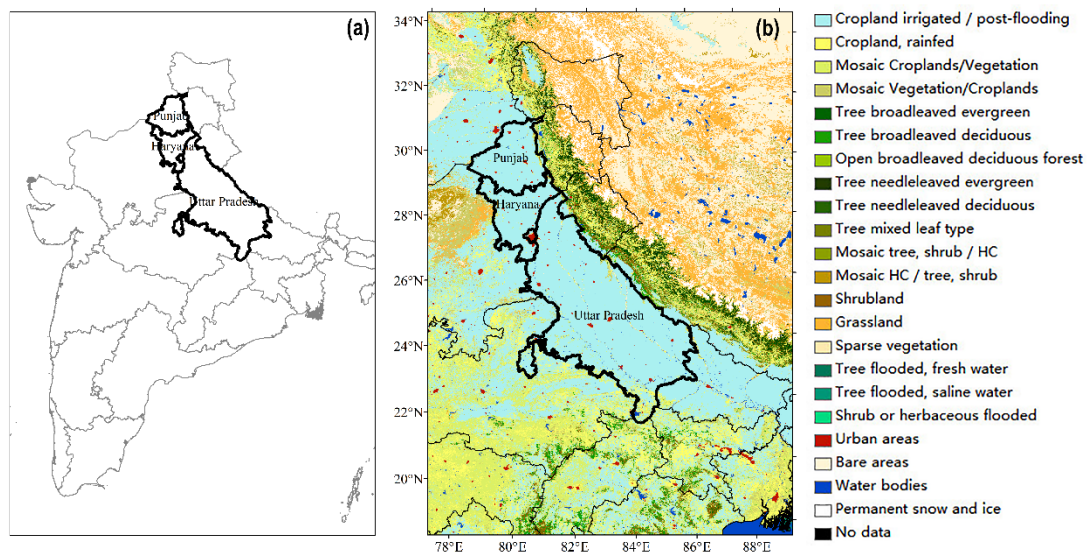 (a)
Punjab
Haryana
Uttar Pradesh
(b)
34°N
32°N
30°N
28°N
26°N
24°N
22°N
20°N
78°E 80°E 82°E 84°E 86°E 88°E
Punjab
Haryana
Uttar Pradesh
Cropland irrigated / post-flooding
Cropland, rainfed
Mosaic Croplands/Vegetation
Mosaic Vegetation/Croplands
Tree broadleaved evergreen
Tree broadleaved deciduous
Open broadleaved deciduous forest
Tree needleleaved evergreen
Tree needleleaved deciduous
Tree mixed leaf type
Mosaic tree, shrub / HC
Mosaic HC / tree, shrub
Shrubland
Grassland
Sparse vegetation
Tree flooded, fresh water
Tree flooded, saline water
Shrub or herbaceous flooded
Urban areas
Bare areas
Water bodies
Permanent snow and ice
No data